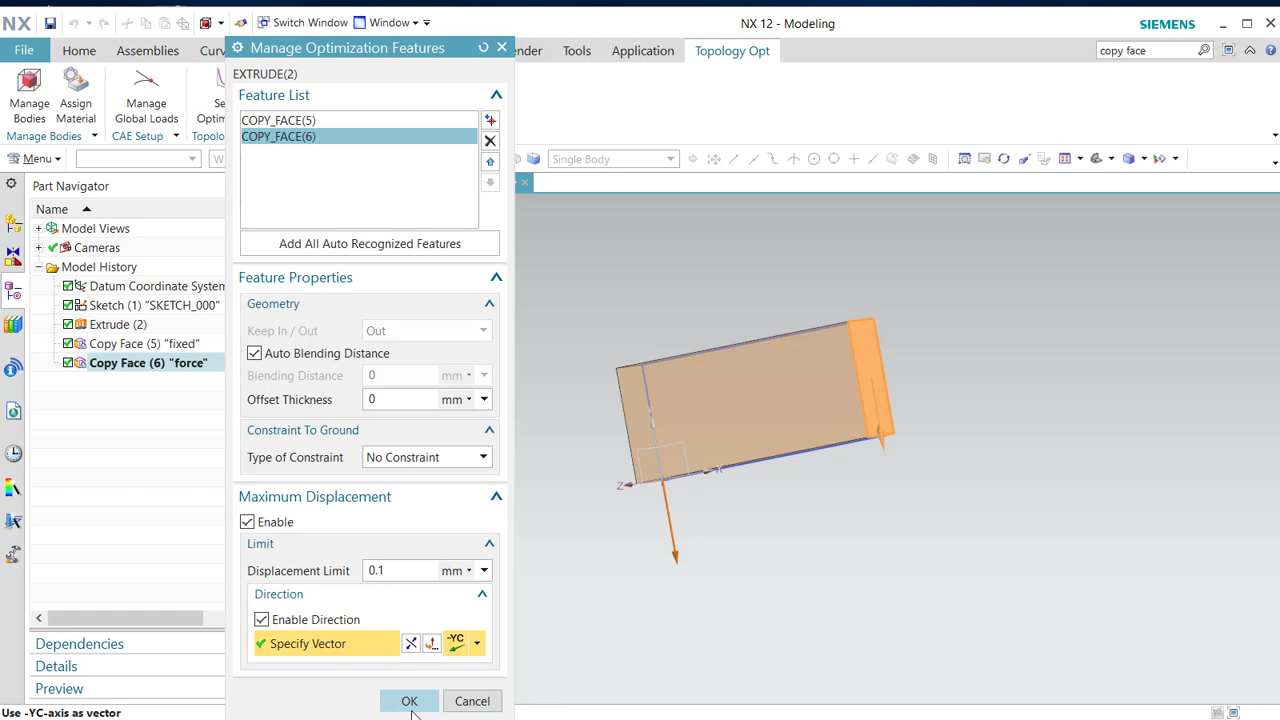 NX
Switch Window
Window
NX 12 - Modeling
SIEMENS
File
Home
Assemblies
Curv
ender
Tools
Application
Topology Opt
copy face
Manage Optimization Features
EXTRUDE(2)
Manage
Bodies
Assign
Material
Manage
Global Loads
Se
Optim
Manage Bodies
CAE Setup
Topolo
Menu
W
Single Body
Feature List
COPY_FACE(5)
COPY_FACE(6)
Add All Auto Recognized Features
Feature Properties
Geometry
Keep In / Out
Out
Auto Blending Distance
Blending Distance
0
mm
Offset Thickness
0
mm
Constraint To Ground
Type of Constraint
No Constraint
Maximum Displacement
Enable
Limit
Displacement Limit
0.1
mm
Direction
Enable Direction
Specify Vector
-YC
OK
Cancel
Part Navigator
Name
Model Views
Cameras
Model History
Datum Coordinate System
Sketch (1) "SKETCH_000"
Extrude (2)
Copy Face (5) "fixed"
Copy Face (6) "force"
Dependencies
Details
Preview
Use -YC-axis as vector
Z
X